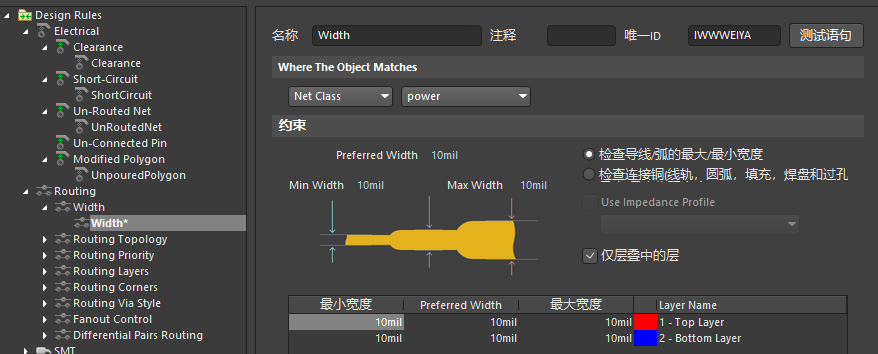 Design Rules
Electrical
Clearance
Clearance
Short-Circuit
ShortCircuit
Un-Routed Net
UnRoutedNet
Un-Connected Pin
Modified Polygon
UnpouredPolygon
Routing
Width
Width*
Routing Topology
Routing Priority
Routing Layers
Routing Corners
Routing Via Style
Fanout Control
Differential Pairs Routing
SMT
名称 Width 注释 唯一ID IWWWEIYA 测试语句
Where The Object Matches
Net Class power
约束
Preferred Width 10mil
Min Width 10mil Max Width 10mil
检查导线/弧的最大/最小宽度
检查连接铜(线轨，圆弧，填充，焊盘和过孔
Use Impedance Profile
仅层叠中的层
最小宽度 Preferred Width 最大宽度 Layer Name
10mil 10mil 10mil 1 - Top Layer
10mil 10mil 10mil 2 - Bottom Layer